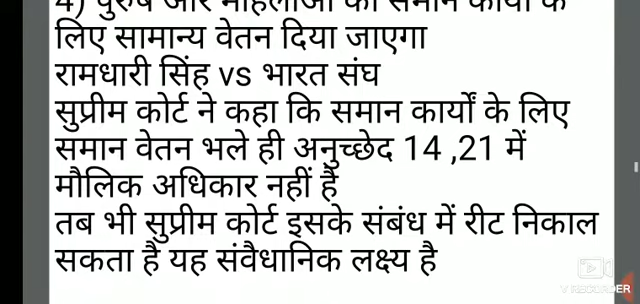 4) पुरुष और महिलाओं को समान कार्यो के
लिए सामान्य वेतन दिया जाएगा
रामधारी सिंह vs भारत संघ
सुप्रीम कोर्ट ने कहा कि समान कार्यों के लिए
समान वेतन भले ही अनुच्छेद 14 ,21 में
मौलिक अधिकार नहीं है
तब भी सुप्रीम कोर्ट इसके संबंध में रीट निकाल
सकता है यह संवैधानिक लक्ष्य है